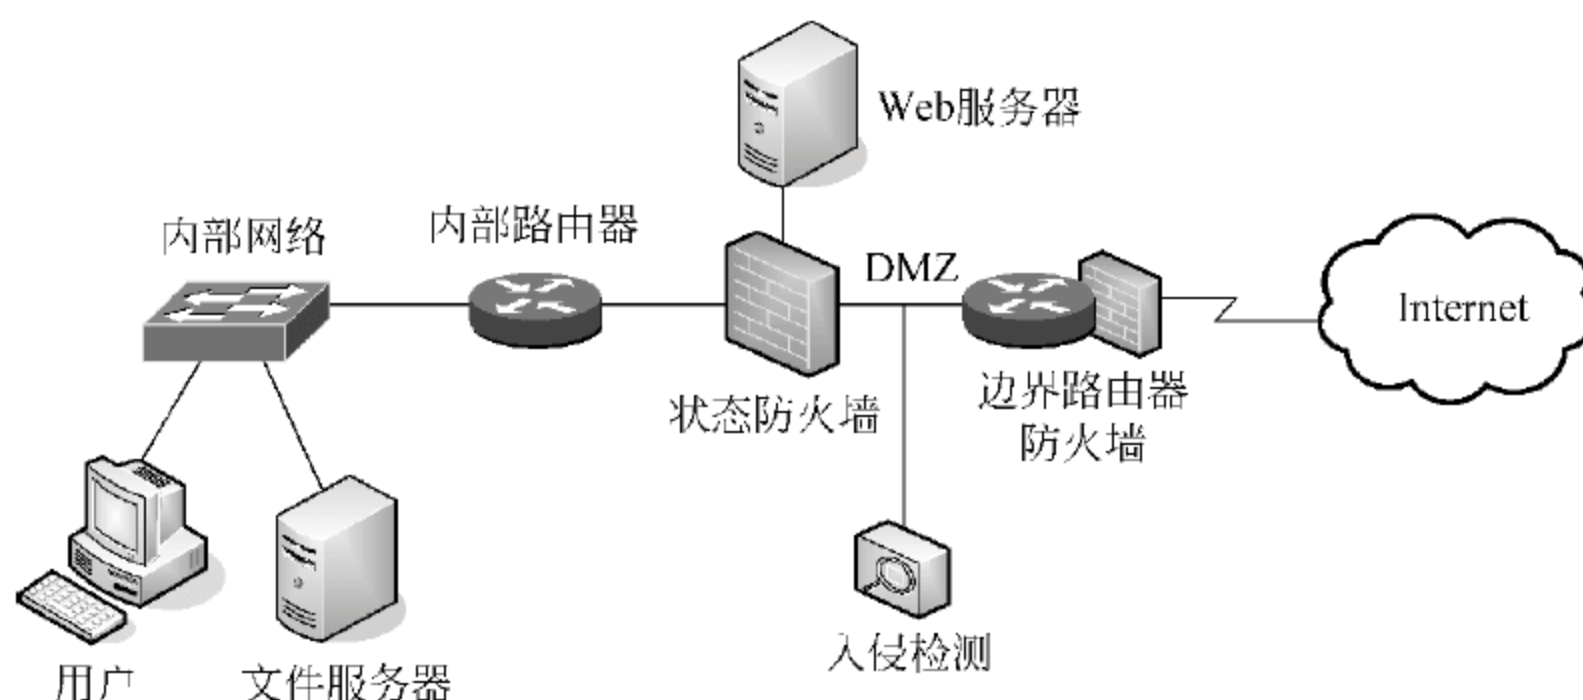 Web服务器
内部网络
内部路由器
DMZ
Internet
状态防火墙
边界路由器
防火墙
入侵检测
用户
文件服务器